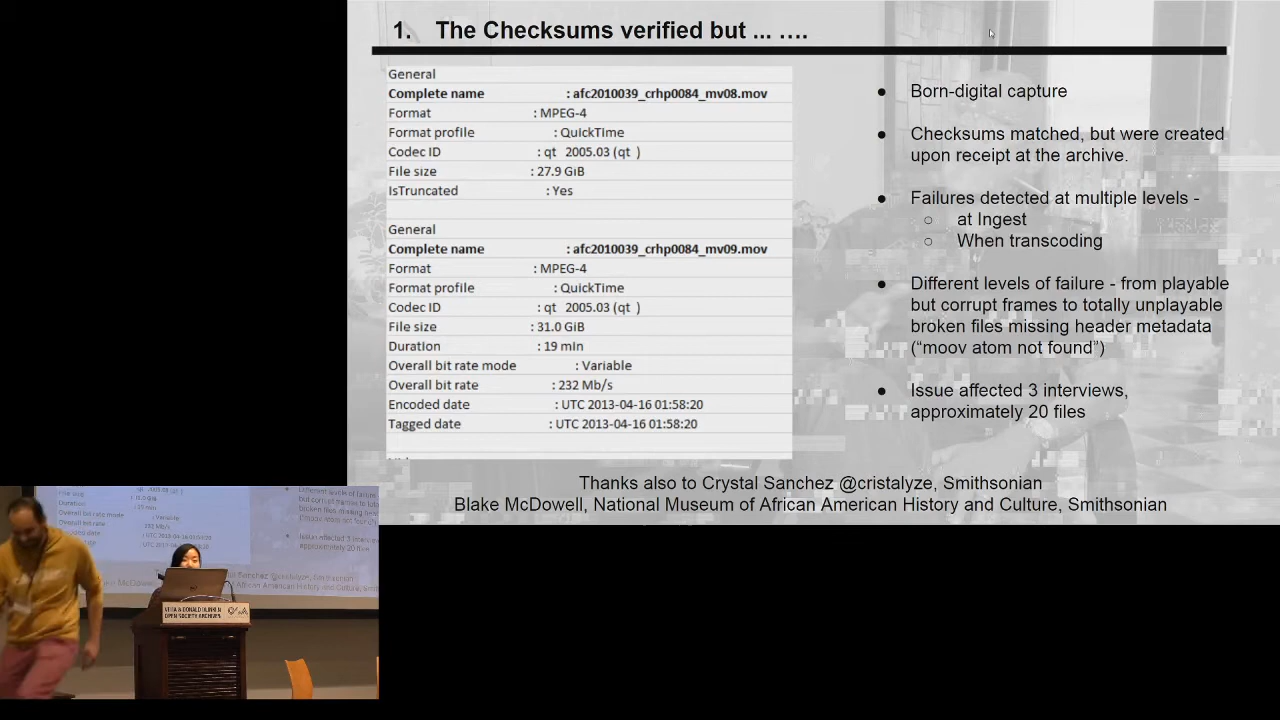 1. The Checksums verified but ... ....
General
Complete name : afc2010039_crhp0084_mv08.mov
Format : MPEG-4
Format profile : QuickTime
Codec ID : qt 2005.03 (qt )
File size : 27.9 GiB
IsTruncated : Yes
General
Complete name : afc2010039_crhp0084_mv09.mov
Format : MPEG-4
Format profile : QuickTime
Codec ID : qt 2005.03 (qt )
File size : 31.0 GiB
Duration : 19 min
Overall bit rate mode : Variable
Overall bit rate : 232 Mb/s
Encoded date : UTC 2013-04-16 01:58:20
Tagged date : UTC 2013-04-16 01:58:20
● Born-digital capture
● Checksums matched, but were created
upon receipt at the archive.
● Failures detected at multiple levels -
○ at Ingest
○ When transcoding
● Different levels of failure - from playable
but corrupt frames to totally unplayable
broken files missing header metadata
(“moov atom not found”)
● Issue affected 3 interviews,
approximately 20 files
Thanks also to Crystal Sanchez @cristalyze, Smithsonian
Blake McDowell, National Museum of African American History and Culture, Smithsonian
VERA & DONALD BLINKEN
OPEN SOCIETY ARCHIVES